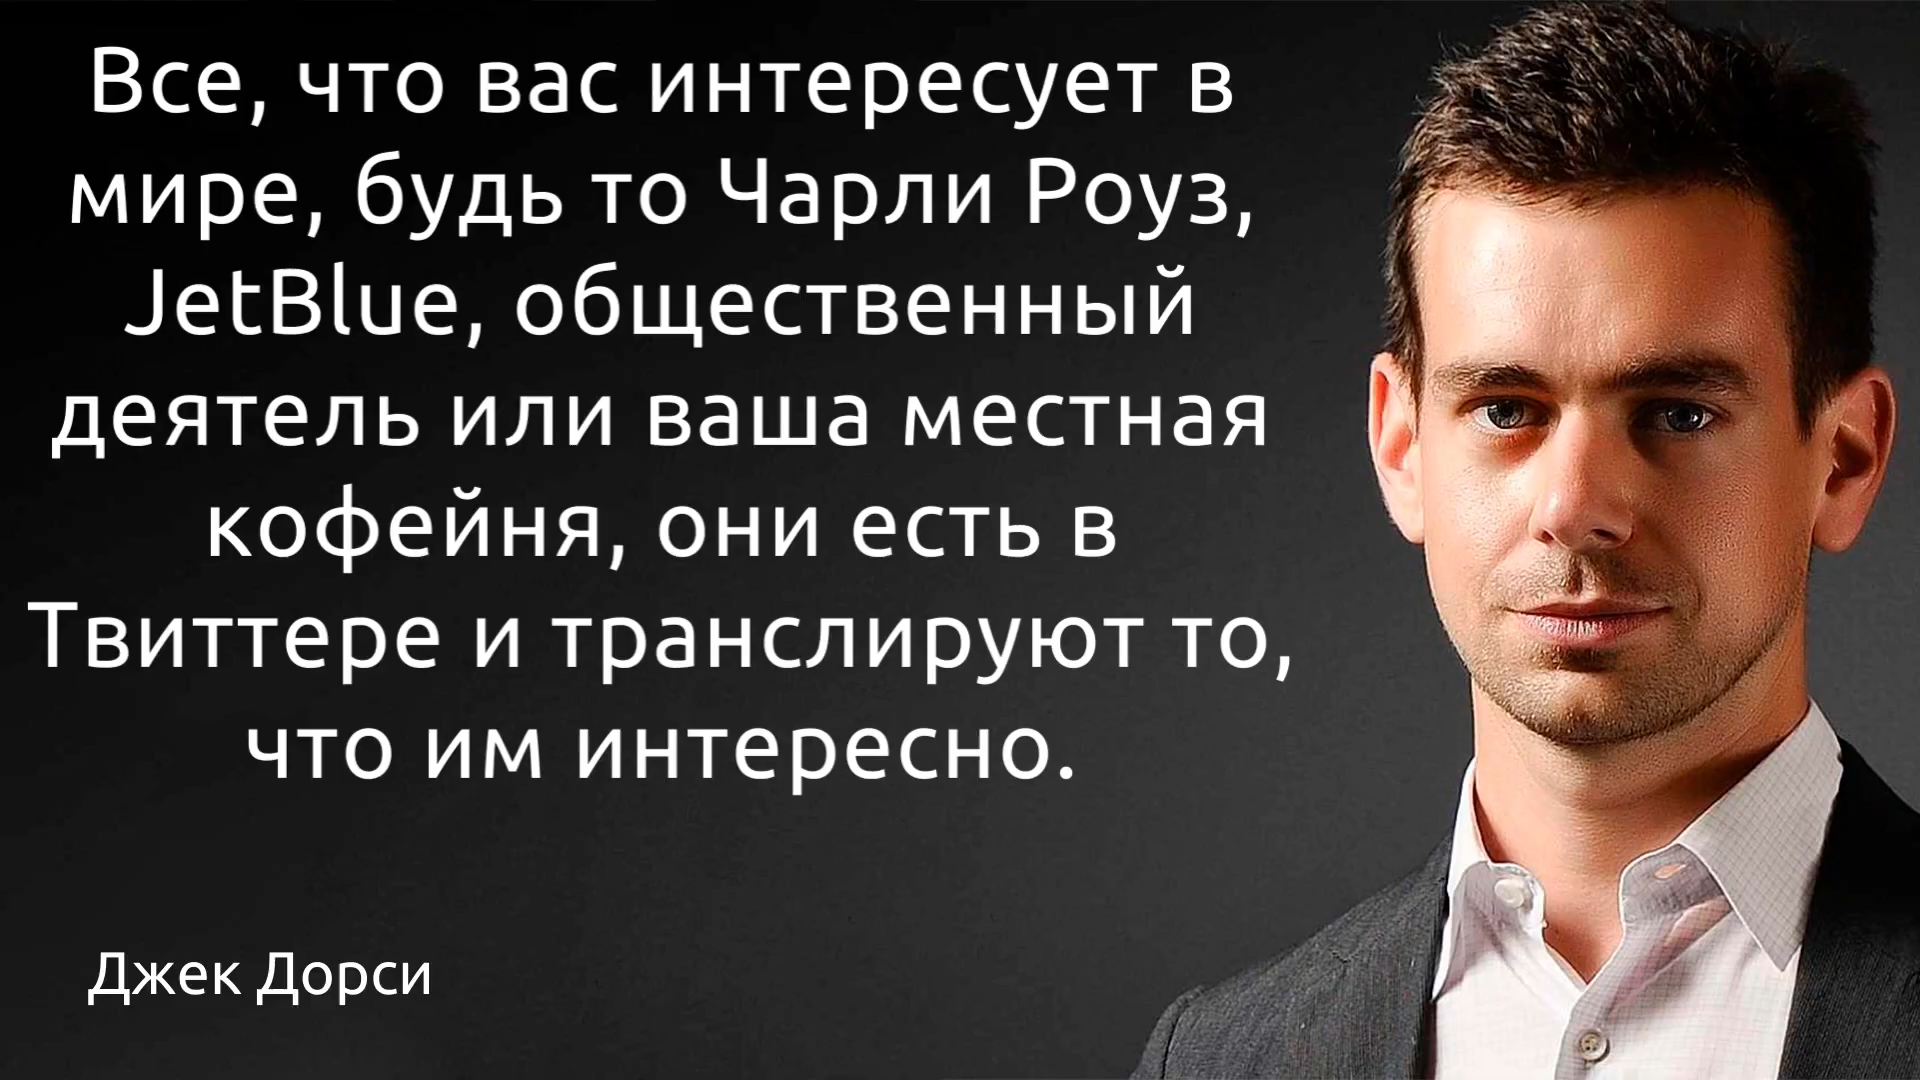 Все, что вас интересует в
мире, будь то Чарли Роуз,
JetBlue, общественный
деятель или ваша местная
кофейня, они есть в
Твиттере и транслируют то,
что им интересно.
Джек Дорси